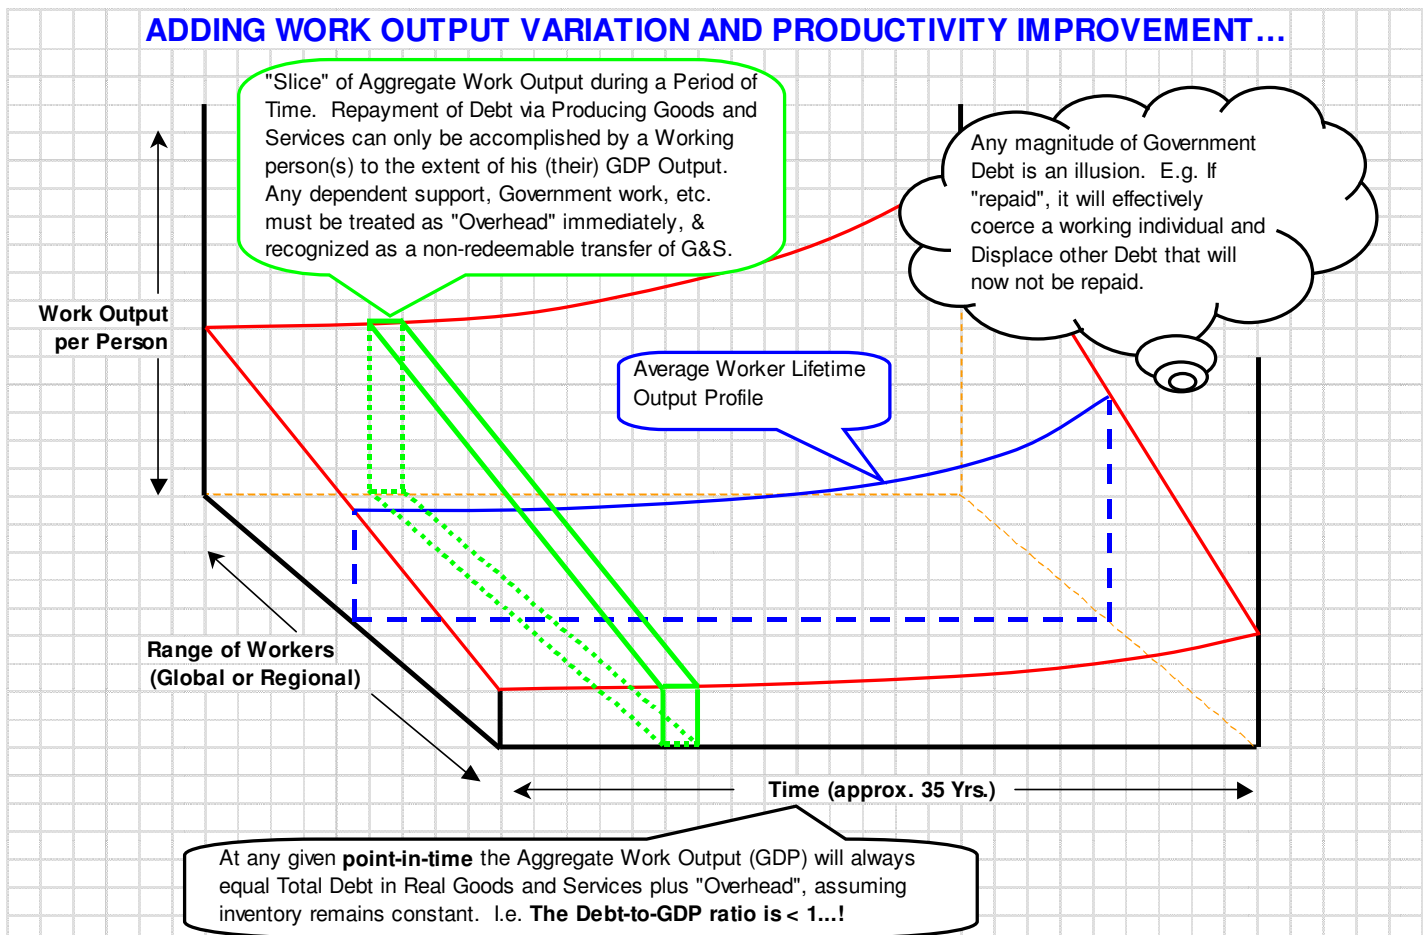 ADDING WORK OUTPUT VARIATION AND PRODUCTIVITY IMPROVEMENT...
"Slice" of Aggregate Work Output during a Period of
Time. Repayment of Debt via Producing Goods and
Services can only be accomplished by a Working
person(s) to the extent of his (their) GDP Output.
Any dependent support, Government work, etc.
must be treated as "Overhead" immediately, &
recognized as a non-redeemable transfer of G&S.
Any magnitude of Government
Debt is an illusion. E.g. If
"repaid", it will effectively
coerce a working individual and
Displace other Debt that will
now not be repaid.
Work Output
per Person
Average Worker Lifetime
Output Profile
Range of Workers
(Global or Regional)
Time (approx. 35 Yrs.)
At any given point-in-time the Aggregate Work Output (GDP) will always
equal Total Debt in Real Goods and Services plus "Overhead", assuming
inventory remains constant. I.e. The Debt-to-GDP ratio is < 1...!